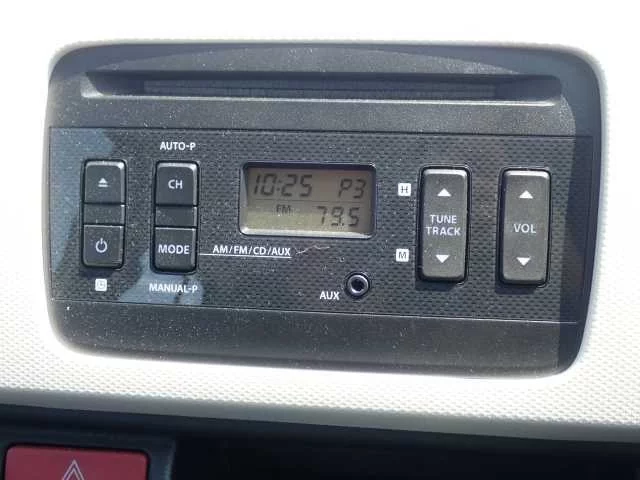 AUTO-P
CH
10:25 P3
H
TUNE
TRACK
VOL
FM 79.5
MODE
AM/FM/CD/AUX
M
MANUAL-P
AUX